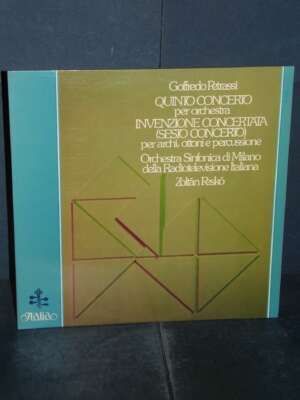 Goffredo Petrassi
QUINTO CONCERTO
per orchestra
INVENZIONE CONCERTATA
(SESTO CONCERTO)
per archi, ottoni e percussione
Orchestra Sinfonica di Milano
della Radiotelevisione Italiana
Zoltán Peskó
Italia